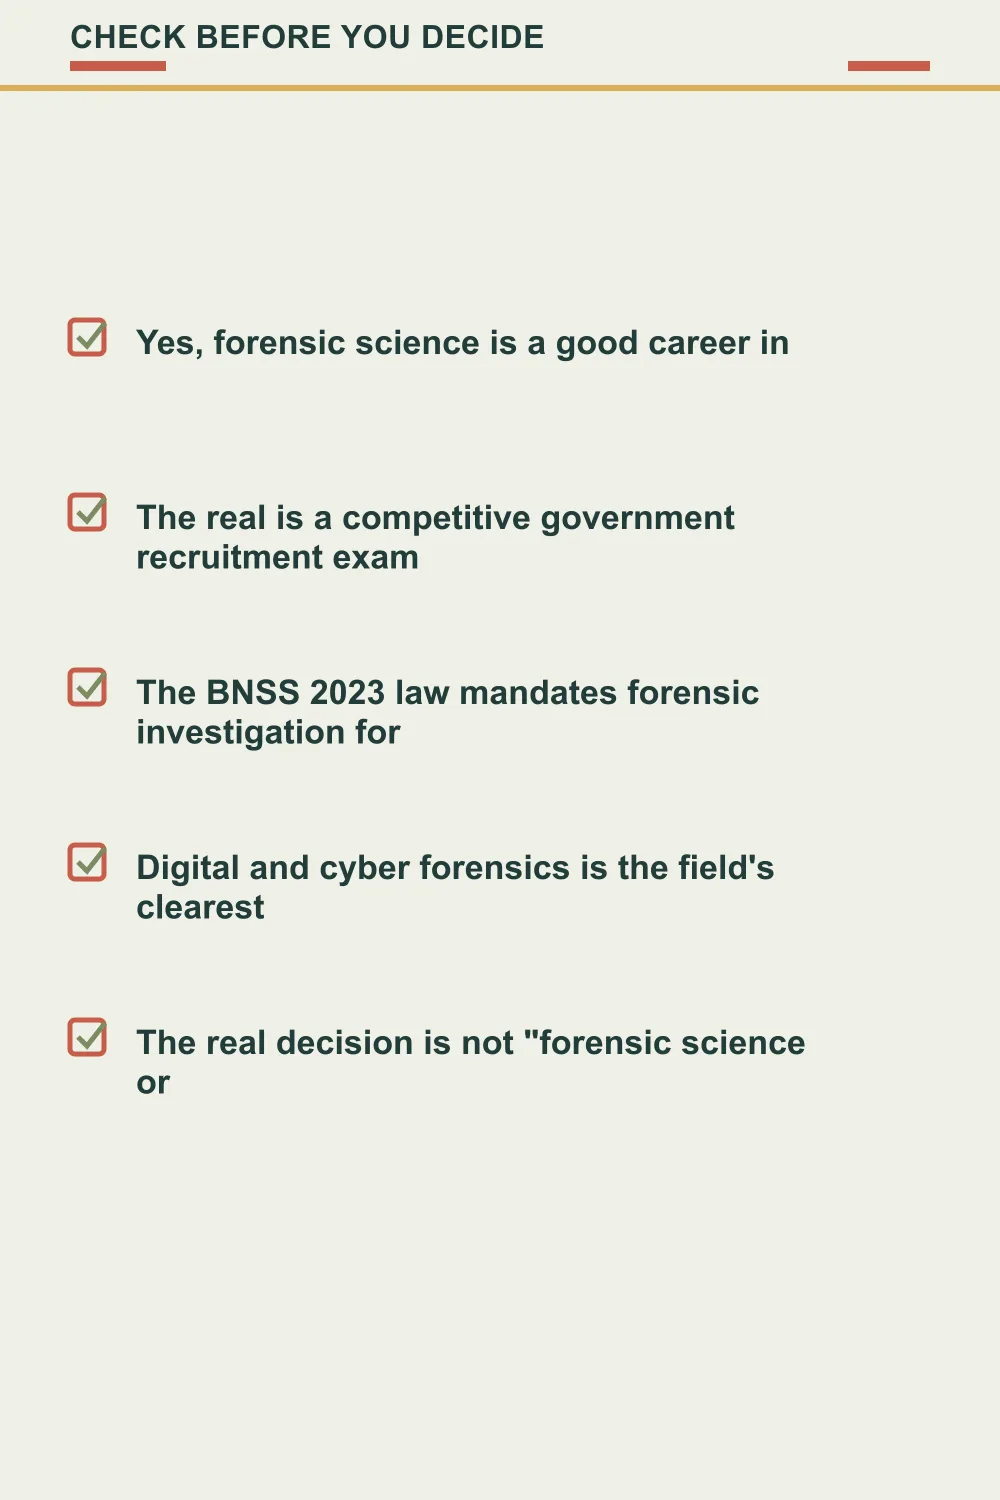 CHECK BEFORE YOU DECIDE
Yes, forensic science is a good career in
The real is a competitive government
recruitment exam
The BNSS 2023 law mandates forensic
investigation for
Digital and cyber forensics is the field's
clearest
The real decision is not "forensic science
or